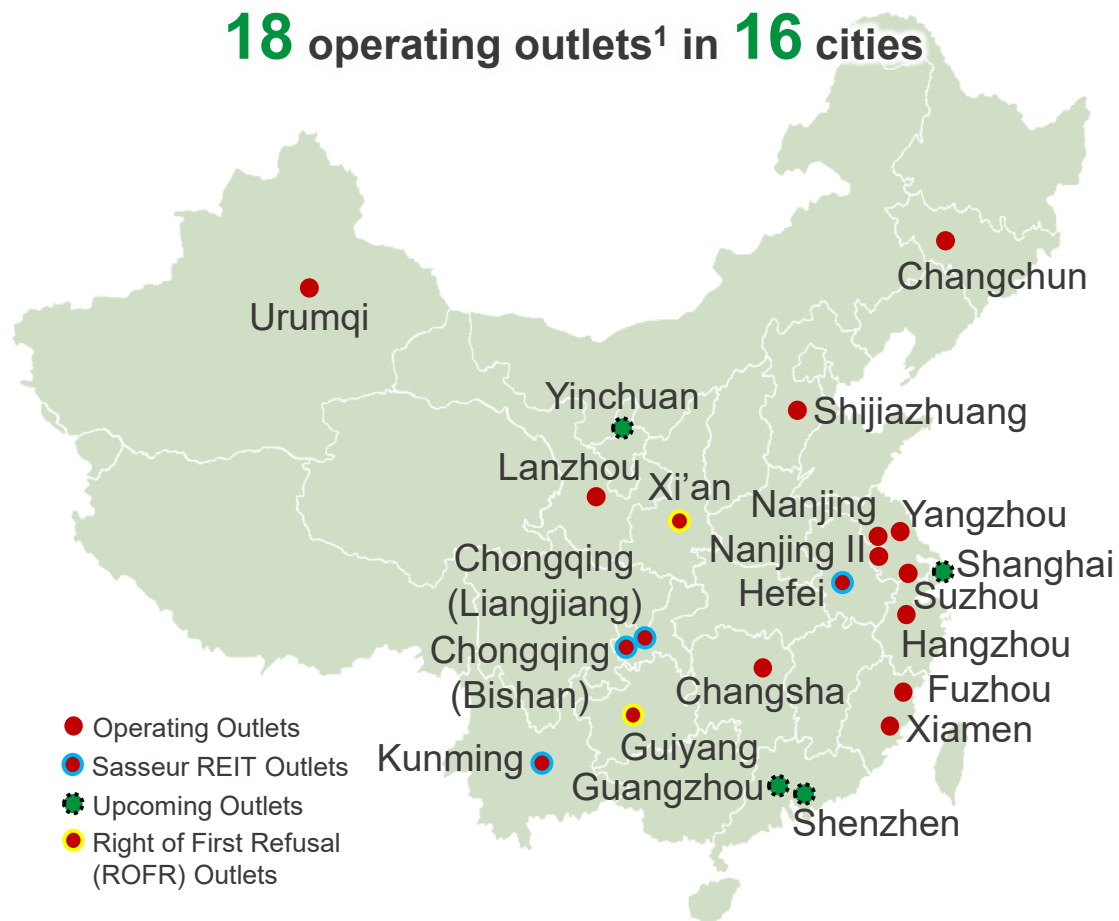 18 operating outlets¹ in 16 cities
Changchun
Urumqi
Yinchuan
Shijiazhuang
Lanzhou
Xi’an
Nanjing
Yangzhou
Nanjing II
Shanghai
Hefei
Suzhou
Chongqing
(Liangjiang)
Hangzhou
Chongqing
(Bishan)
Changsha
Fuzhou
Xiamen
Guiyang
Kunming
Guangzhou
Shenzhen
Operating Outlets
Sasseur REIT Outlets
Upcoming Outlets
Right of First Refusal
(ROFR) Outlets